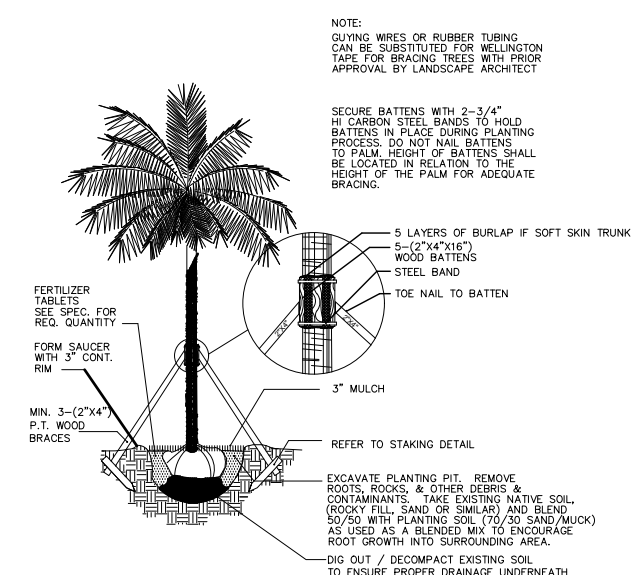 NOTE:
GUYING WIRES OR RUBBER TUBING
CAN BE SUBSTITUTED FOR WELLINGTON
TAPE FOR BRACING TREES WITH PRIOR
APPROVAL BY LANDSCAPE ARCHITECT
SECURE BATTENS WITH 2-3/4"
HI CARBON STEEL BANDS TO HOLD
BATTENS IN PLACE DURING PLANTING
PROCESS. DO NOT NAIL BATTENS
TO PALM. HEIGHT OF BATTENS SHALL
BE LOCATED IN RELATION TO THE
HEIGHT OF THE PALM FOR ADEQUATE
BRACING.
5 LAYERS OF BURLAP IF SOFT SKIN TRUNK
5-(2"X4"X16")
WOOD BATTENS
STEEL BAND
TOE NAIL TO BATTEN
2"X4"
2"X4"
FERTILIZER
TABLETS
SEE SPEC. FOR
REQ. QUANTITY
FORM SAUCER
WITH 3" CONT.
RIM
MIN. 3-(2"X4")
P.T. WOOD
BRACES
3" MULCH
REFER TO STAKING DETAIL
EXCAVATE PLANTING PIT. REMOVE
ROOTS, ROCKS, & OTHER DEBRIS &
CONTAMINANTS. TAKE EXISTING NATIVE SOIL,
(ROCKY FILL, SAND OR SIMILAR) AND BLEND
50/50 WITH PLANTING SOIL (70/30 SAND/MUCK)
AS USED AS A BLENDED MIX TO ENCOURAGE
ROOT GROWTH INTO SURROUNDING AREA.
DIG OUT / DECOMPACT EXISTING SOIL
TO ENSURE PROPER DRAINAGE UNDERNEATH